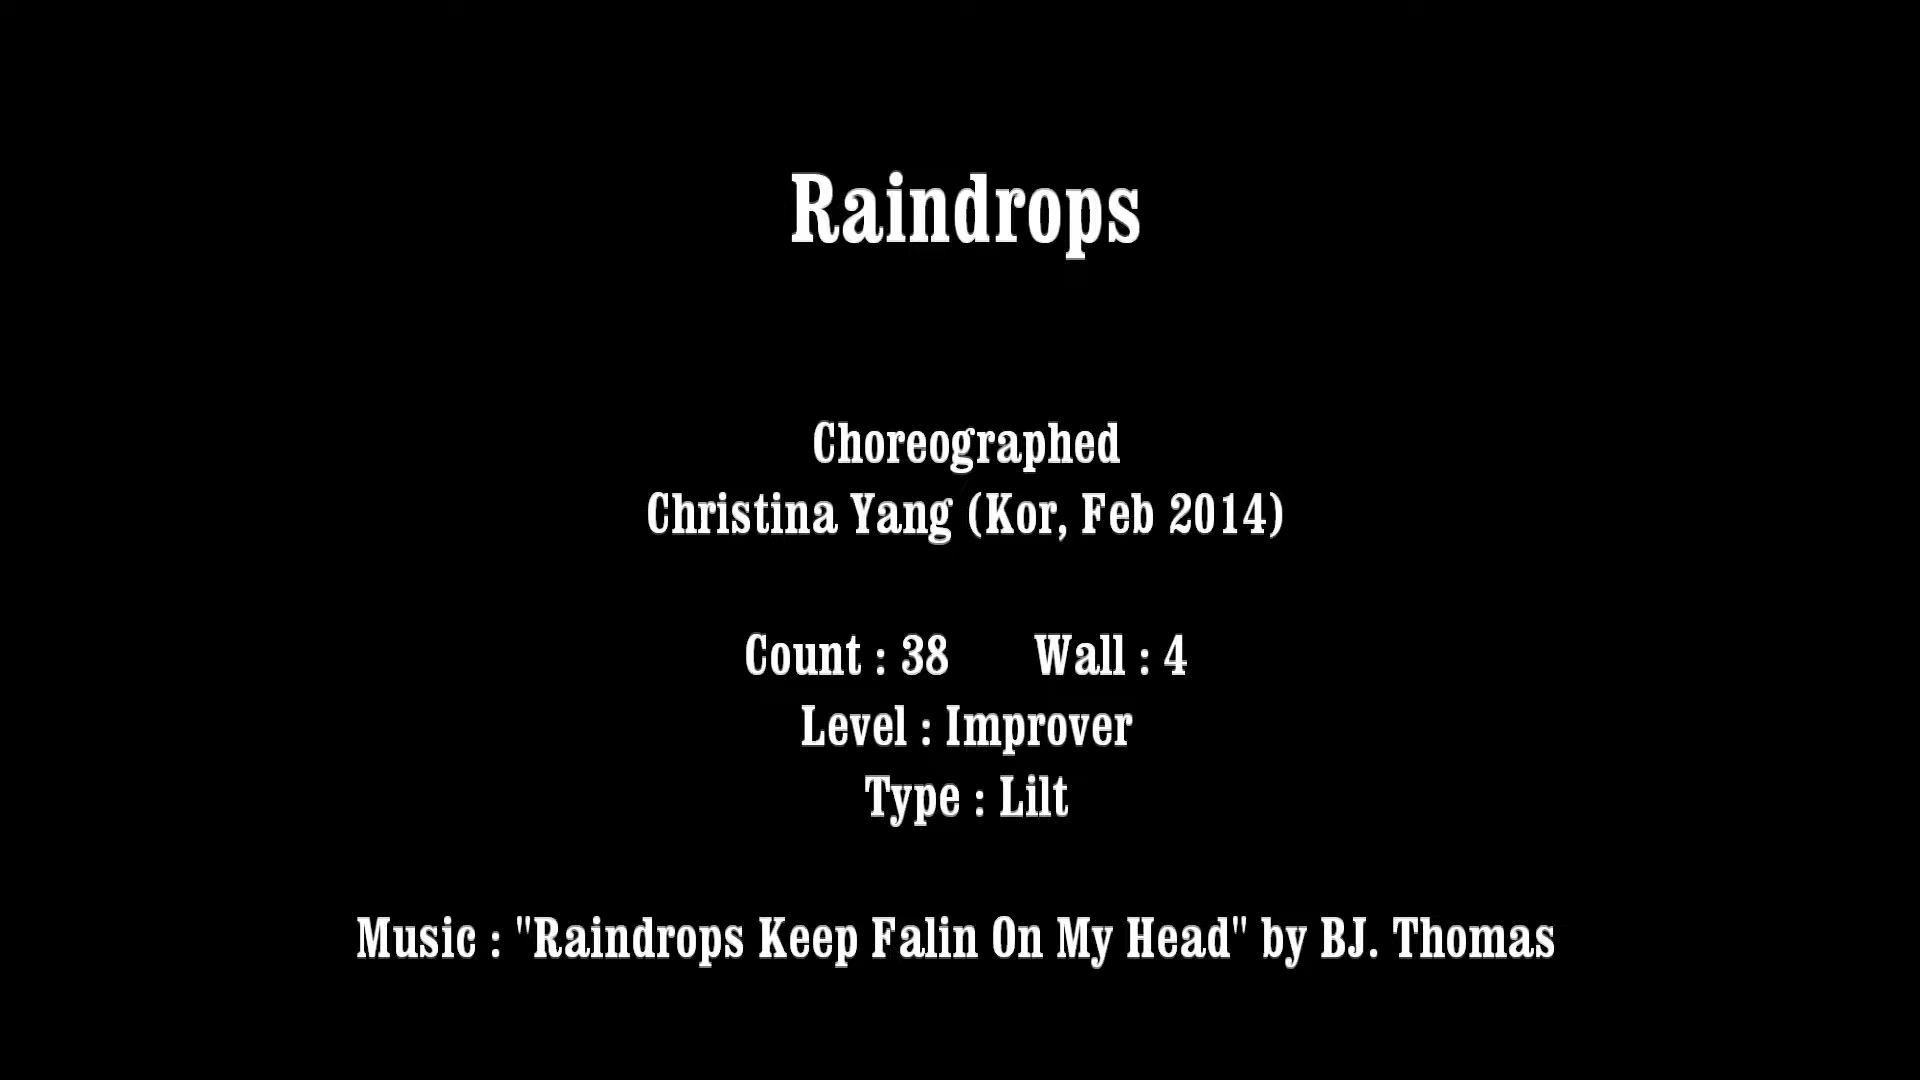 Raindrops
Choreographed
Christina Yang (Kor, Feb 2014)
Count : 38 Wall : 4
Level : Improver
Type : Lilt
Music : "Raindrops Keep Falin On My Head" by BJ. Thomas